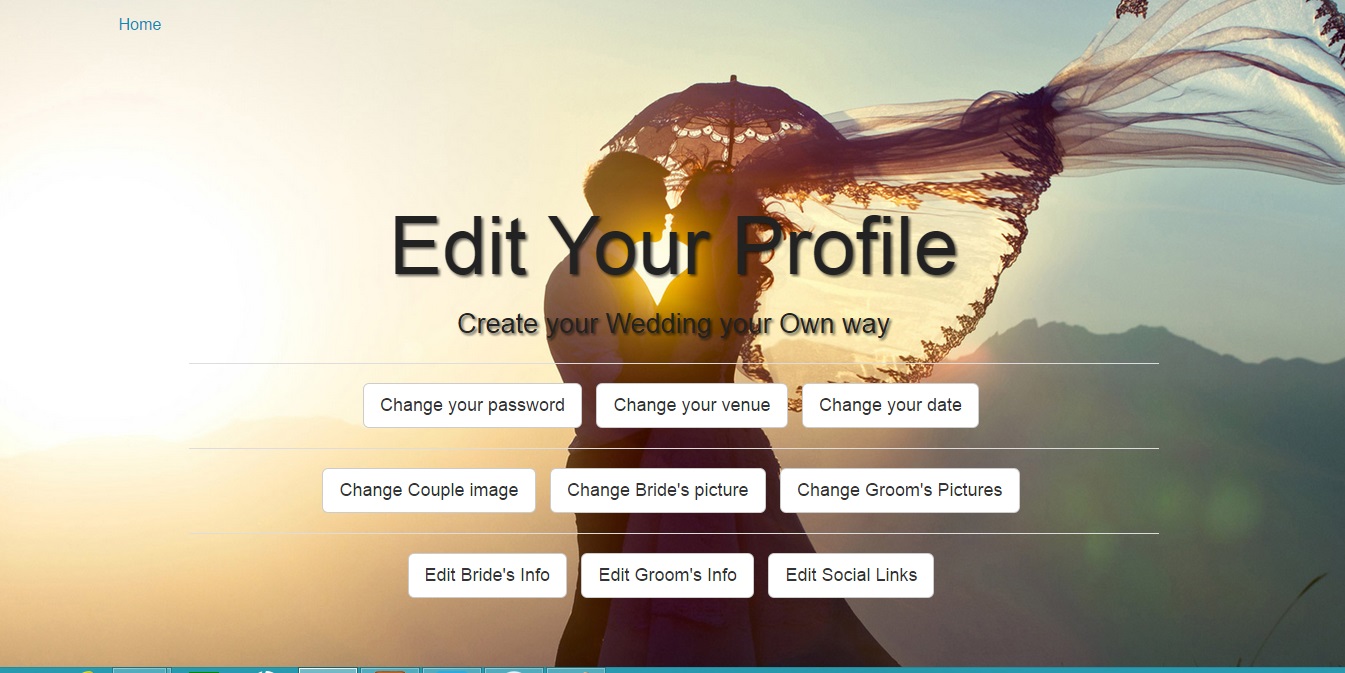 Home
Edit Your Profile
Create your Wedding your Own way
Change your password
Change your venue
Change your date
Change Couple image
Change Bride's picture
Change Groom's Pictures
Edit Bride's Info
Edit Groom's Info
Edit Social Links